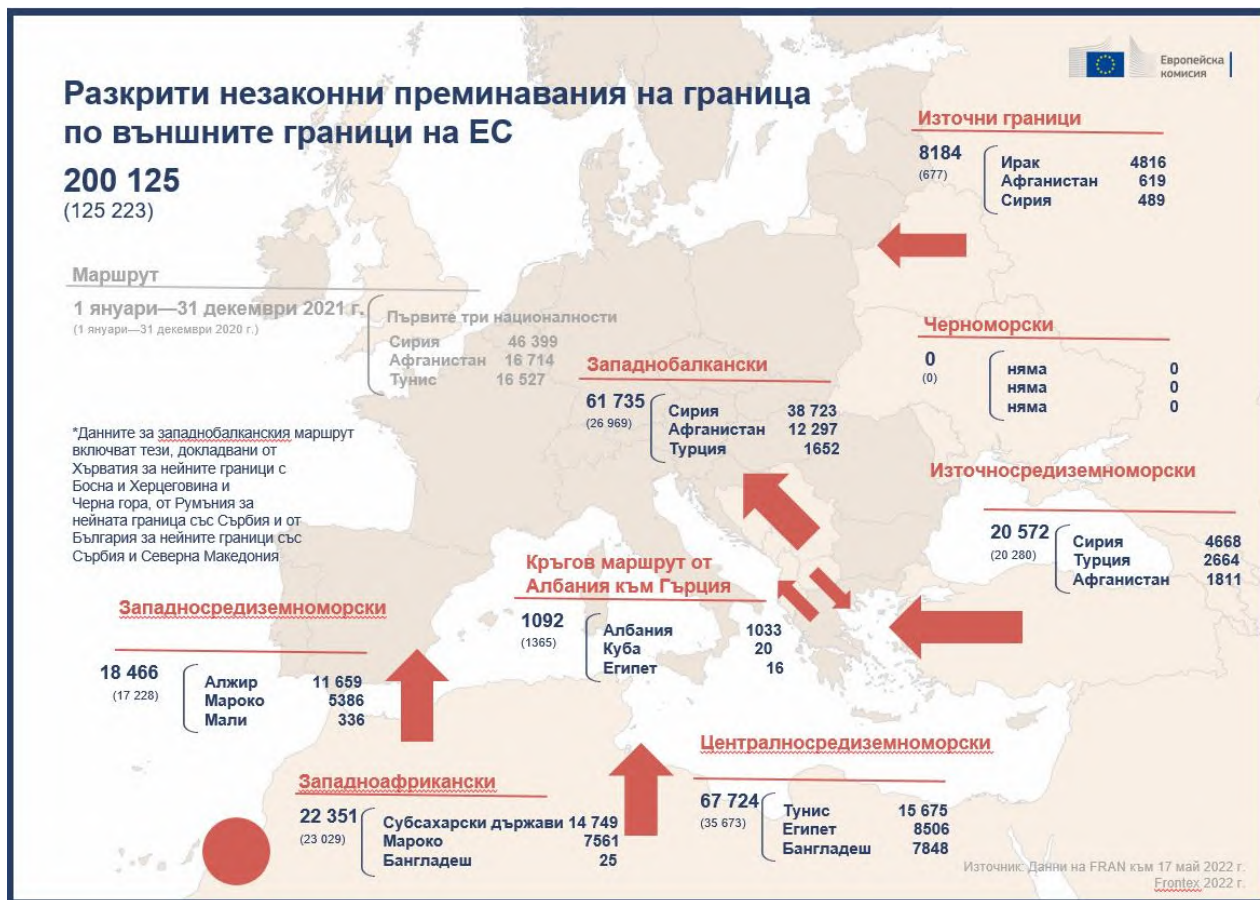 Европейска
комисия
Разкрити незаконни преминавания на граница
по външните граници на ЕС
200 125
(125 223)
Маршрут
1 януари—31 декември 2021 г.
(1 януари—31 декември 2020 г.)
Първите три националности
Сирия 46 399
Афганистан 16 714
Тунис 16 527
*Данните за западнобалканския маршрут
включват тези, докладвани от
Хърватия за нейните граници с
Босна и Херцеговина и
Черна гора, от Румъния за
нейната граница със Сърбия и от
България за нейните граници със
Сърбия и Северна Македония
Източни граници
8184
(677)
Ирак 4816
Афганистан 619
Сирия 489
Черноморски
0
(0)
няма 0
няма 0
няма 0
Западнобалкански
61 735
(26 969)
Сирия 38 723
Афганистан 12 297
Турция 1652
Източносредиземноморски
20 572
(20 280)
Сирия 4668
Турция 2664
Афганистан 1811
Кръгов маршрут от
Албания към Гърция
1092
(1365)
Албания 1033
Куба 20
Египет 16
Западносредиземноморски
18 466
(17 228)
Алжир 11 659
Мароко 5386
Мали 336
Западноафрикански
22 351
(23 029)
Субсахарски държави 14 749
Мароко 7561
Бангладеш 25
Централносредиземноморски
67 724
(35 673)
Тунис 15 675
Египет 8506
Бангладеш 7848
Източник: Данни на FRAN към 17 май 2022 г.
Frontex 2022 г.